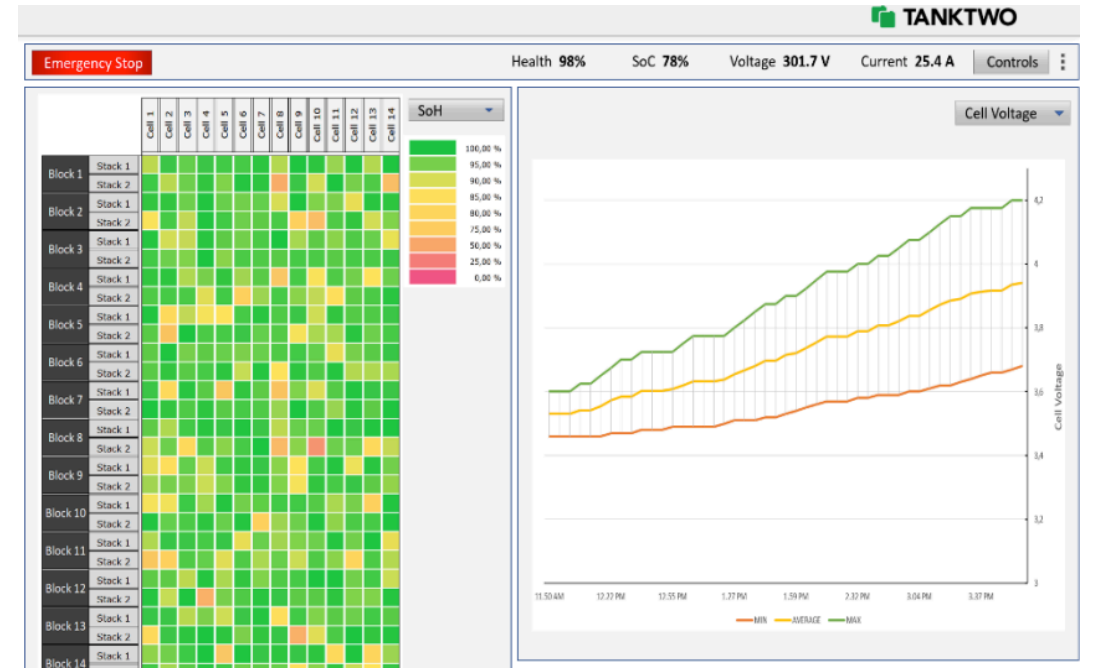 TANKTWO
Emergency Stop
Health 98%
SoC 78%
Voltage 301.7 V
Current 25.4 A
Controls
Cell 1
Cell 2
Cell 3
Cell 4
Cell 5
Cell 6
Cell 7
Cell 8
Cell 9
Cell 10
Cell 11
Cell 12
Cell 13
Cell 14
SoH
100,00 %
95,00 %
90,00 %
85,00 %
80,00 %
75,00 %
50,00 %
25,00 %
0,00 %
Block 1
Stack 1
Stack 2
Block 2
Stack 1
Stack 2
Block 3
Stack 1
Stack 2
Block 4
Stack 1
Stack 2
Block 5
Stack 1
Stack 2
Block 6
Stack 1
Stack 2
Block 7
Stack 1
Stack 2
Block 8
Stack 1
Stack 2
Block 9
Stack 1
Stack 2
Block 10
Stack 1
Stack 2
Block 11
Stack 1
Stack 2
Block 12
Stack 1
Stack 2
Block 13
Stack 1
Stack 2
Block 14
Stack 1
Cell Voltage
4,2
4
3,8
3,6
3,4
3,2
3
Cell Voltage
11.50 AM
12.22 PM
12.55 PM
1.27 PM
1.59 PM
2.32 PM
3.04 PM
3.37 PM
MIN
AVERAGE
MAX